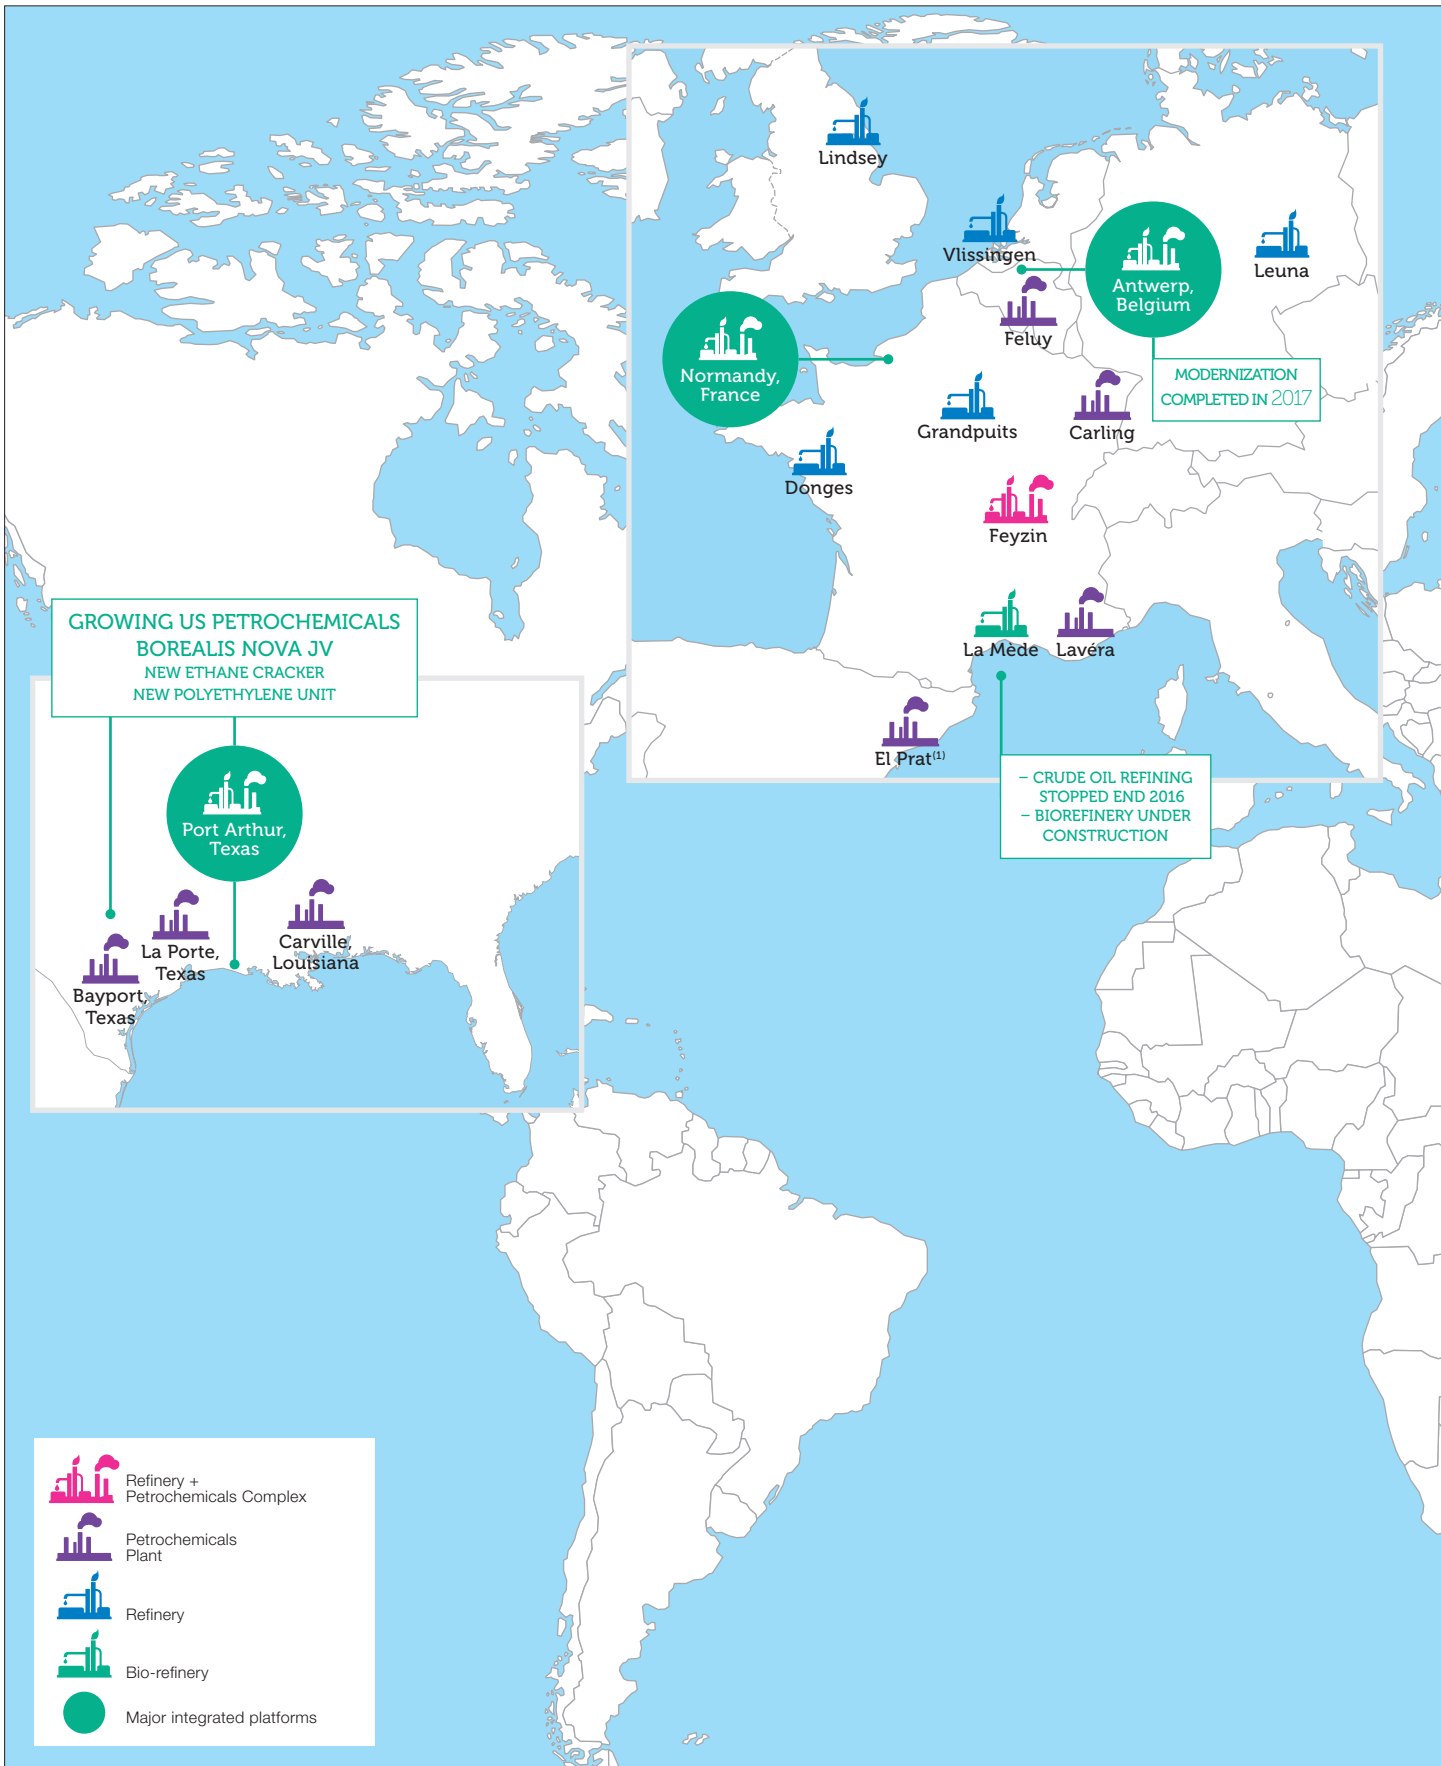 Lindsey
Vlissingen
Antwerp,
Belgium
Leuna
Feluy
Normandy,
France
MODERNIZATION
COMPLETED IN 2017
Grandpuits
Carling
Donges
Feyzin
La Mède
Lavéra
El Prat(1)
– CRUDE OIL REFINING
STOPPED END 2016
– BIOREFINERY UNDER
CONSTRUCTION
GROWING US PETROCHEMICALS
BOREALIS NOVA JV
NEW ETHANE CRACKER
NEW POLYETHYLENE UNIT
Port Arthur,
Texas
La Porte,
Texas
Carville,
Louisiana
Bayport,
Texas
Refinery +
Petrochemicals Complex
Petrochemicals
Plant
Refinery
Bio-refinery
Major integrated platforms